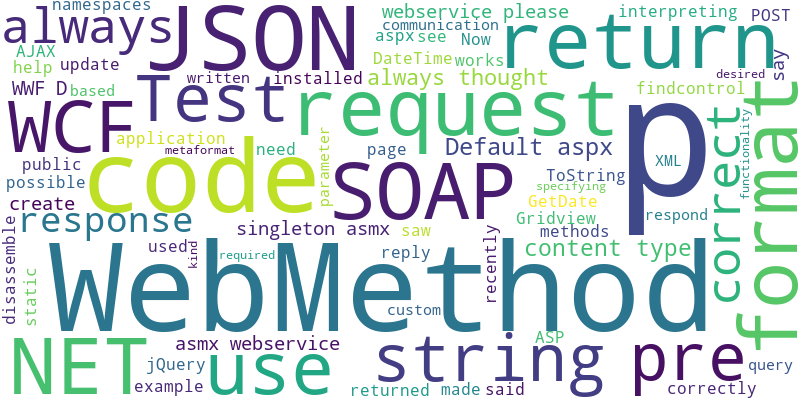 namespaces
always
JSON
webservice please
interpreting
POST
communication
return
AJAX
aspx see Now
say
help update
written installed
DateTime works
desired
always thought
findcontrol
WWF D based
Test
request
p
format
WCF
code
application
metaformat
need
page
Default aspx
XML
correct
functionality
public
possible
parameter
SOAP
ToString
specifying
create
GetDate
response
singleton asmx
saw
Gridview
methods
respond
disassemble
static
used
kind
required
reply
recently
content type
WebMethod
custom
NET
asmx webservice
ASP
jQuery
use
string
pre
query
example
returned made said
correctly